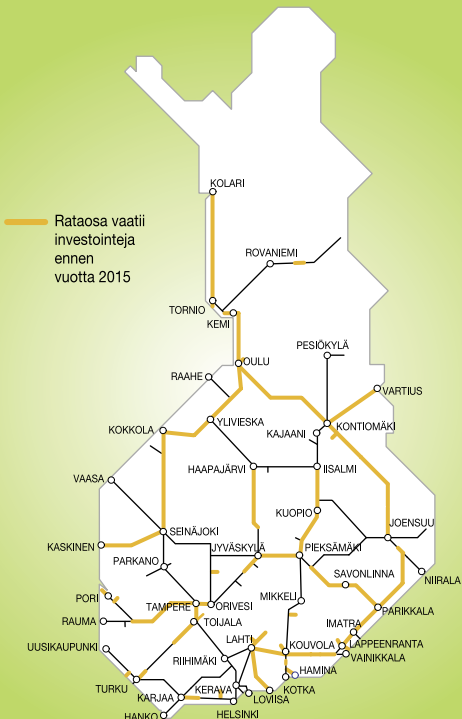 KOLARI
Rataosa vaatii
investointeja
ennen
vuotta 2015
ROVANIEMI
TORNIO
KEMI
PESIÖKYLÄ
OULU
RAAHE
VARTIUS
YLIVIESKA
KOKKOLA
KAJAANI
KONTIOMÄKI
HAAPAJÄRVI
IISALMI
VAASA
KUOPIO
SEINÄJOKI
JOENSUU
KASKINEN
JYVÄSKYLÄ
PIEKSÄMÄKI
PARKANO
SAVONLINNA
NIIRALA
PORI
TAMPERE
ORIVESI
MIKKELI
PARIKKALA
RAUMA
TOIJALA
IMATRA
UUSIKAUPUNKI
LAHTI
KOUVOLA
LAPPEENRANTA
VAINIKKALA
RIIHIMÄKI
HAMINA
TURKU
KARJAA
KERAVA
LOVIISA
KOTKA
HANKO
HELSINKI